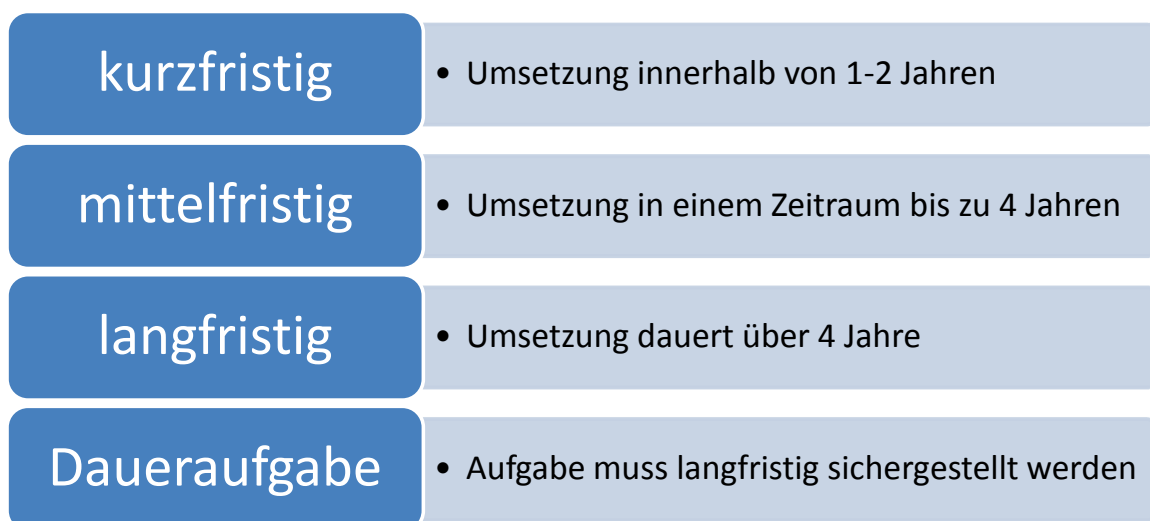 kurzfristig
• Umsetzung innerhalb von 1-2 Jahren
mittelfristig
• Umsetzung in einem Zeitraum bis zu 4 Jahren
langfristig
• Umsetzung dauert über 4 Jahre
Daueraufgabe
• Aufgabe muss langfristig sichergestellt werden